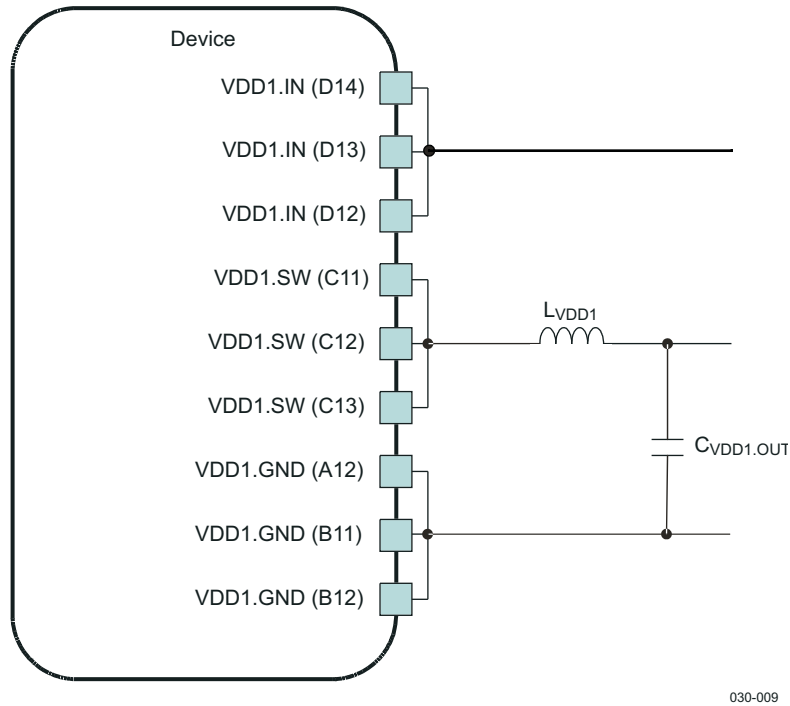 Device
VDD1.IN (D14)
VDD1.IN (D13)
VDD1.IN (D12)
VDD1.SW (C11)
LVDD1
VDD1.SW (C12)
VDD1.SW (C13)
CVDD1.OUT
VDD1.GND (A12)
VDD1.GND (B11)
VDD1.GND (B12)
030-009